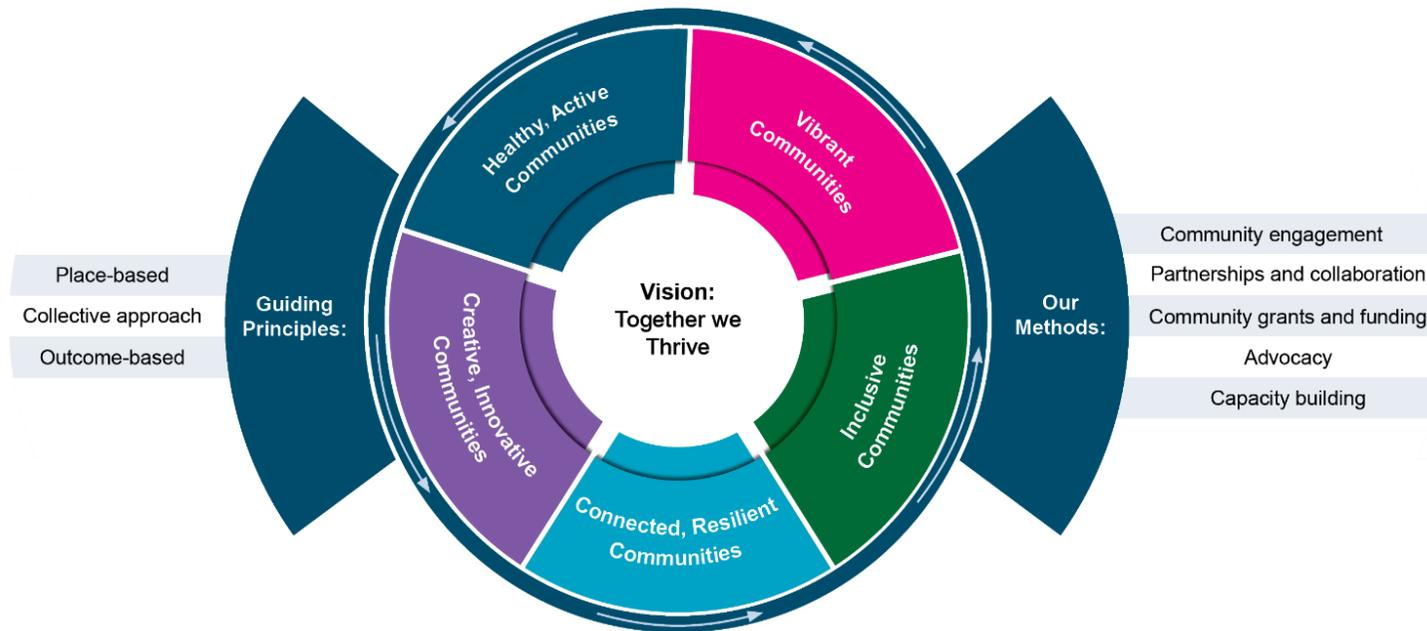 Healthy, Active
Communities
Vibrant
Communities
Place-based
Collective approach
Outcome-based
Guiding
Principles:
Creative, Innovative
Communities
Vision:
Together we
Thrive
Inclusive
Communities
Connected, Resilient
Communities
Our
Methods:
Community engagement
Partnerships and collaboration
Community grants and funding
Advocacy
Capacity building